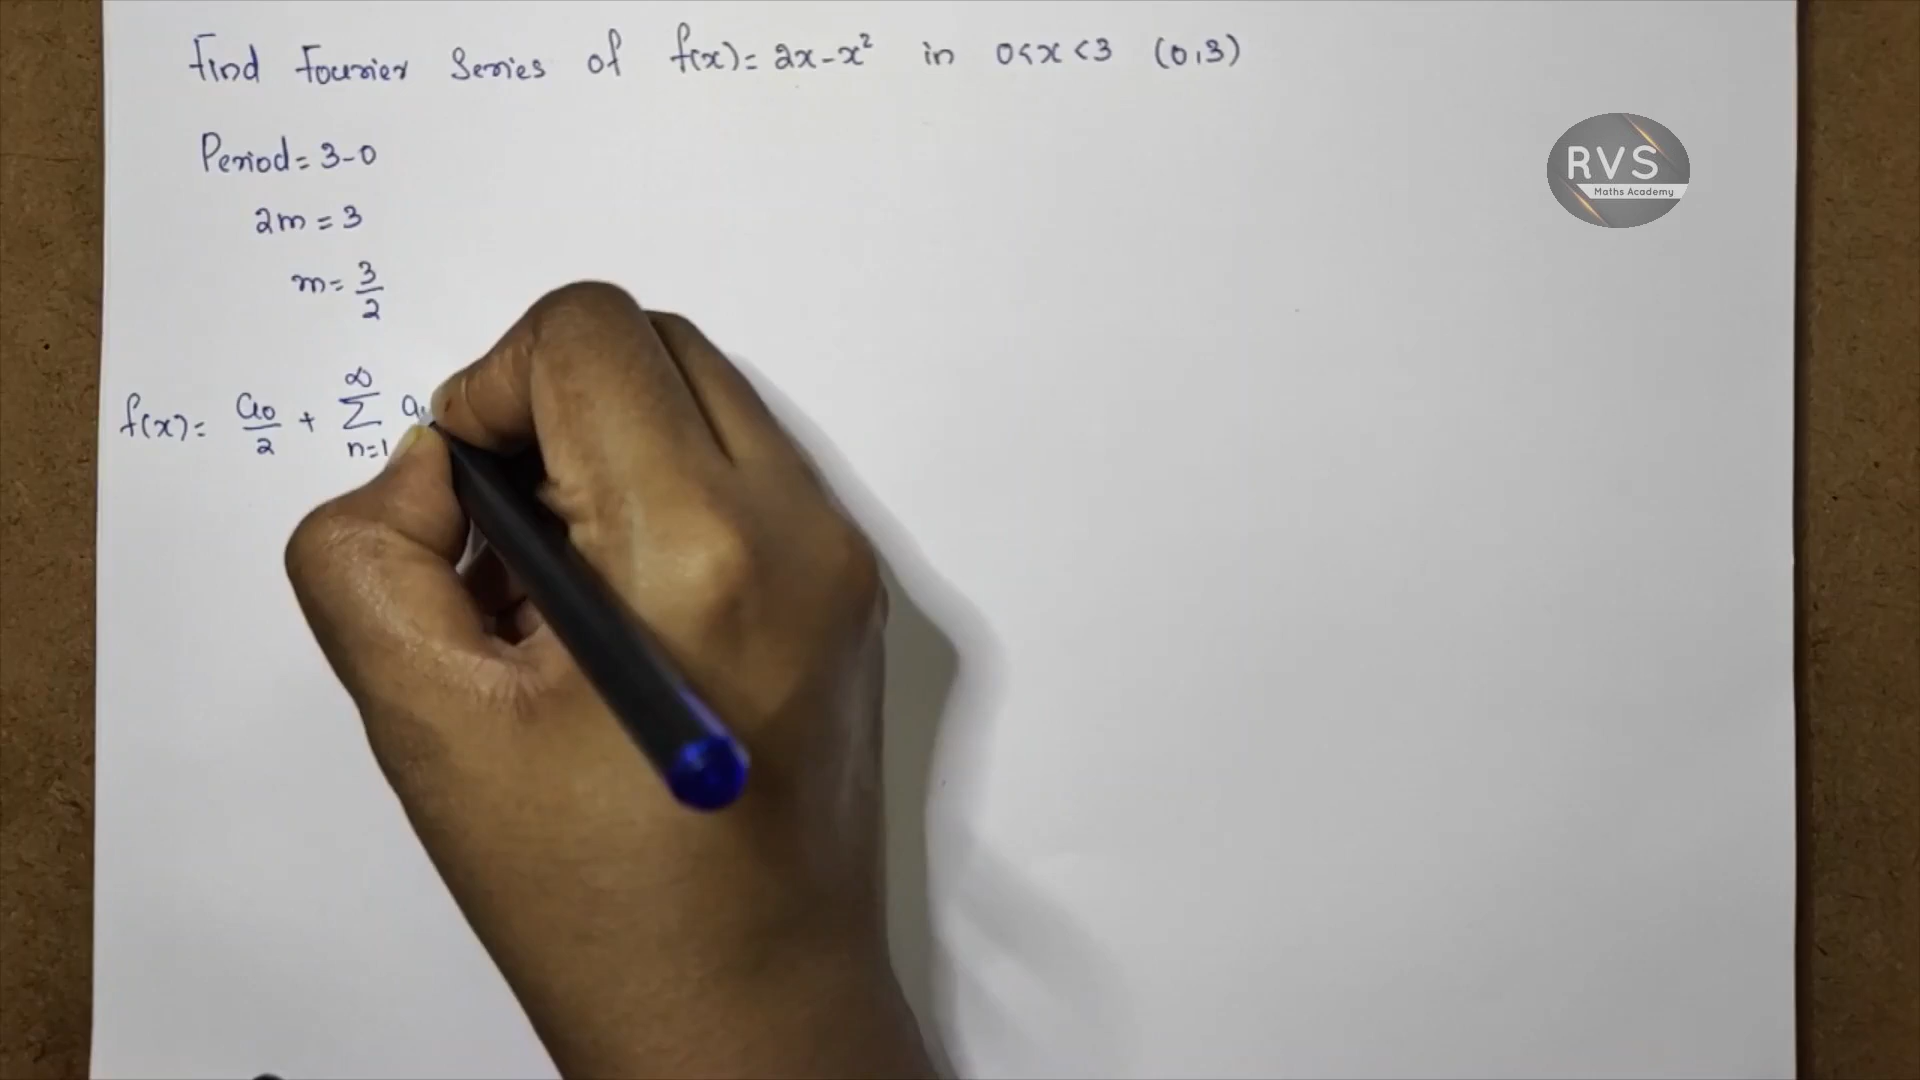 Find Fourier Series of f(x) = 2x - x² in 0<x<3 (0,3)
Period = 3-0
2m = 3
m = 3/2
f(x) = a₀/2 + ∞ Σ n=1 a
RVS
Maths Academy